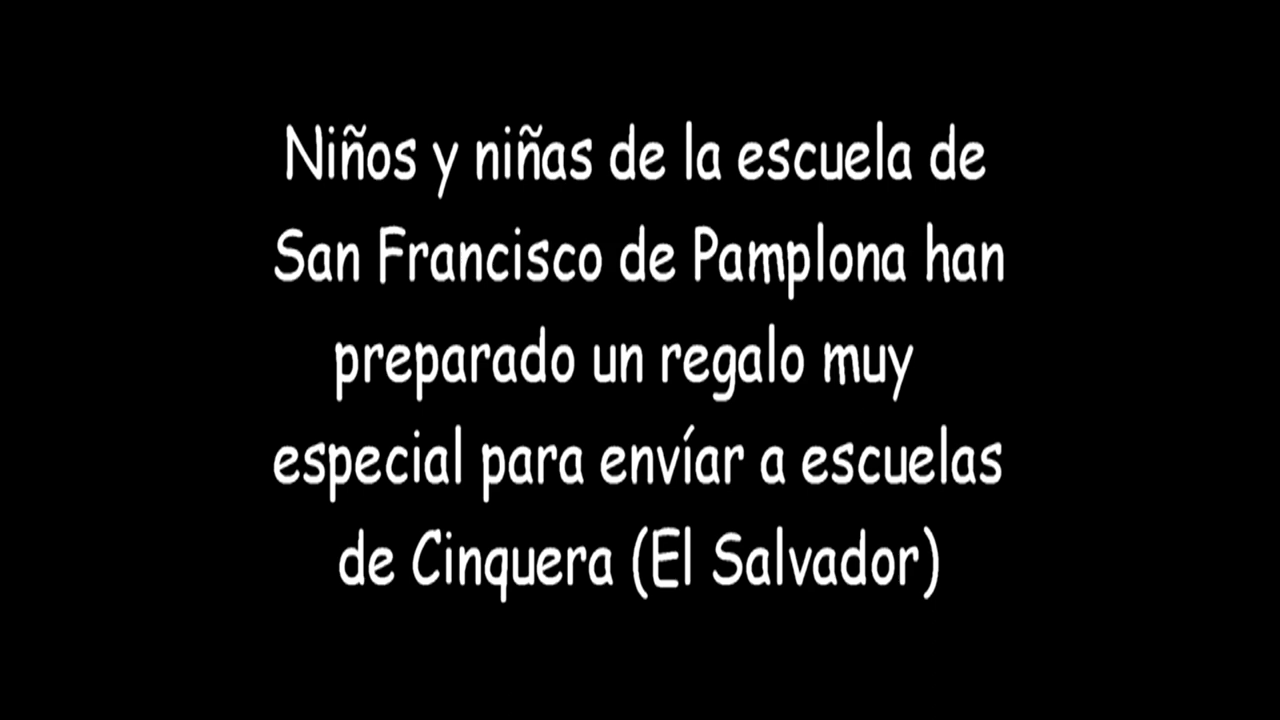 Niños y niñas de la escuela de
San Francisco de Pamplona han
preparado un regalo muy
especial para envíar a escuelas
de Cinquera (El Salvador)